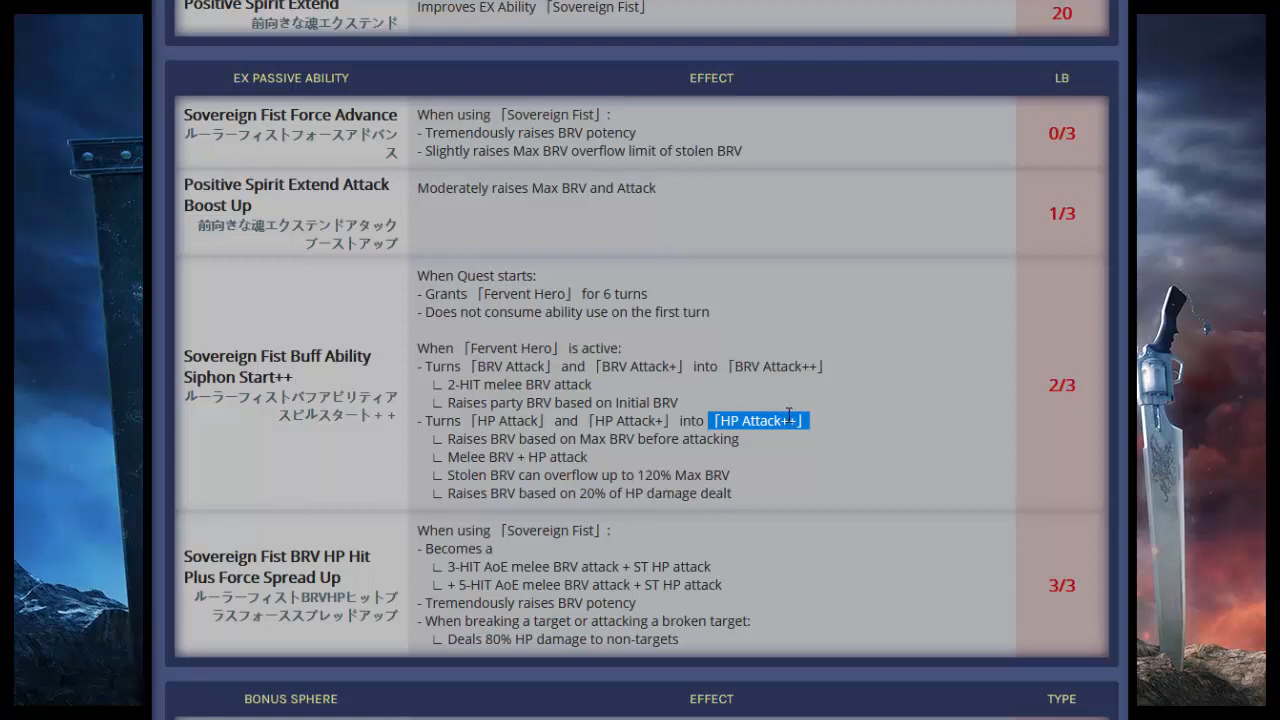 Positive Spirit Extend
前向きな魂エクステンド
Improves EX Ability「Sovereign Fist」
20
EX PASSIVE ABILITY
EFFECT
LB
Sovereign Fist Force Advance
ルーラーフィストフォースアドバン
ス
When using「Sovereign Fist」:
- Tremendously raises BRV potency
- Slightly raises Max BRV overflow limit of stolen BRV
0/3
Positive Spirit Extend Attack
Boost Up
前向きな魂エクステンドアタック
ブーストアップ
Moderately raises Max BRV and Attack
1/3
Sovereign Fist Buff Ability
Siphon Start++
ルーラーフィストバフアビリティア
スピルスタート++
When Quest starts:
- Grants「Fervent Hero」for 6 turns
- Does not consume ability use on the first turn
When「Fervent Hero」is active:
- Turns「BRV Attack」and「BRV Attack+」into「BRV Attack++」
∟ 2-HIT melee BRV attack
∟ Raises party BRV based on Initial BRV
- Turns「HP Attack」and「HP Attack+」into「HP Attack++」
∟ Raises BRV based on Max BRV before attacking
∟ Melee BRV + HP attack
∟ Stolen BRV can overflow up to 120% Max BRV
∟ Raises BRV based on 20% of HP damage dealt
2/3
Sovereign Fist BRV HP Hit
Plus Force Spread Up
ルーラーフィストBRVHPヒットプ
ラスフォーススプレッドアップ
When using「Sovereign Fist」:
- Becomes a
∟ 3-HIT AoE melee BRV attack + ST HP attack
∟ + 5-HIT AoE melee BRV attack + ST HP attack
- Tremendously raises BRV potency
- When breaking a target or attacking a broken target:
∟ Deals 80% HP damage to non-targets
3/3
BONUS SPHERE
EFFECT
TYPE